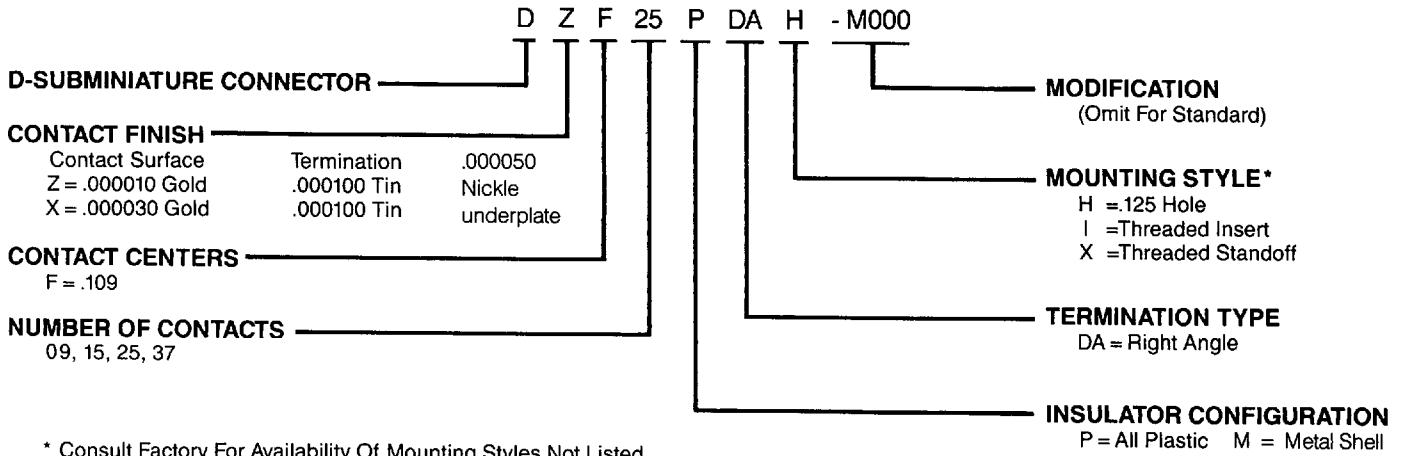 D Z F 25 P DA H - M000
D-SUBMINIATURE CONNECTOR
CONTACT FINISH
Contact Surface Termination .000050
Z = .000010 Gold .000100 Tin Nickle
X = .000030 Gold .000100 Tin underplate
CONTACT CENTERS
F = .109
NUMBER OF CONTACTS
09, 15, 25, 37
MODIFICATION
(Omit For Standard)
MOUNTING STYLE*
H =.125 Hole
I =Threaded Insert
X =Threaded Standoff
TERMINATION TYPE
DA = Right Angle
INSULATOR CONFIGURATION
P = All Plastic M = Metal Shell
* Consult Factory For Availability Of Mounting Styles Not Listed